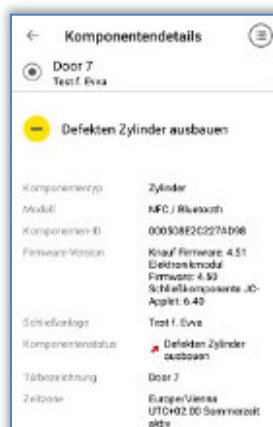 Komponentendetails
Door 7
Test f. Evva
Defekten Zylinder ausbauen
Komponententyp
Zylinder
Modell
NFC / Bluetooth
Komponenten-ID
Firmware-Version
Knauf Firmware: 4.51
Elektronikmodul
Firmware: 4.50
Schließkomponente JC-
Applet: 6.40
Schließanlage
Test f. Evva
Komponentenstatus
Defekten Zylinder
ausbauen
Türbezeichnung
Door 7
Zeitzone
Europe/Vienna
UTC+02:00 Sommerzeit
aktiv